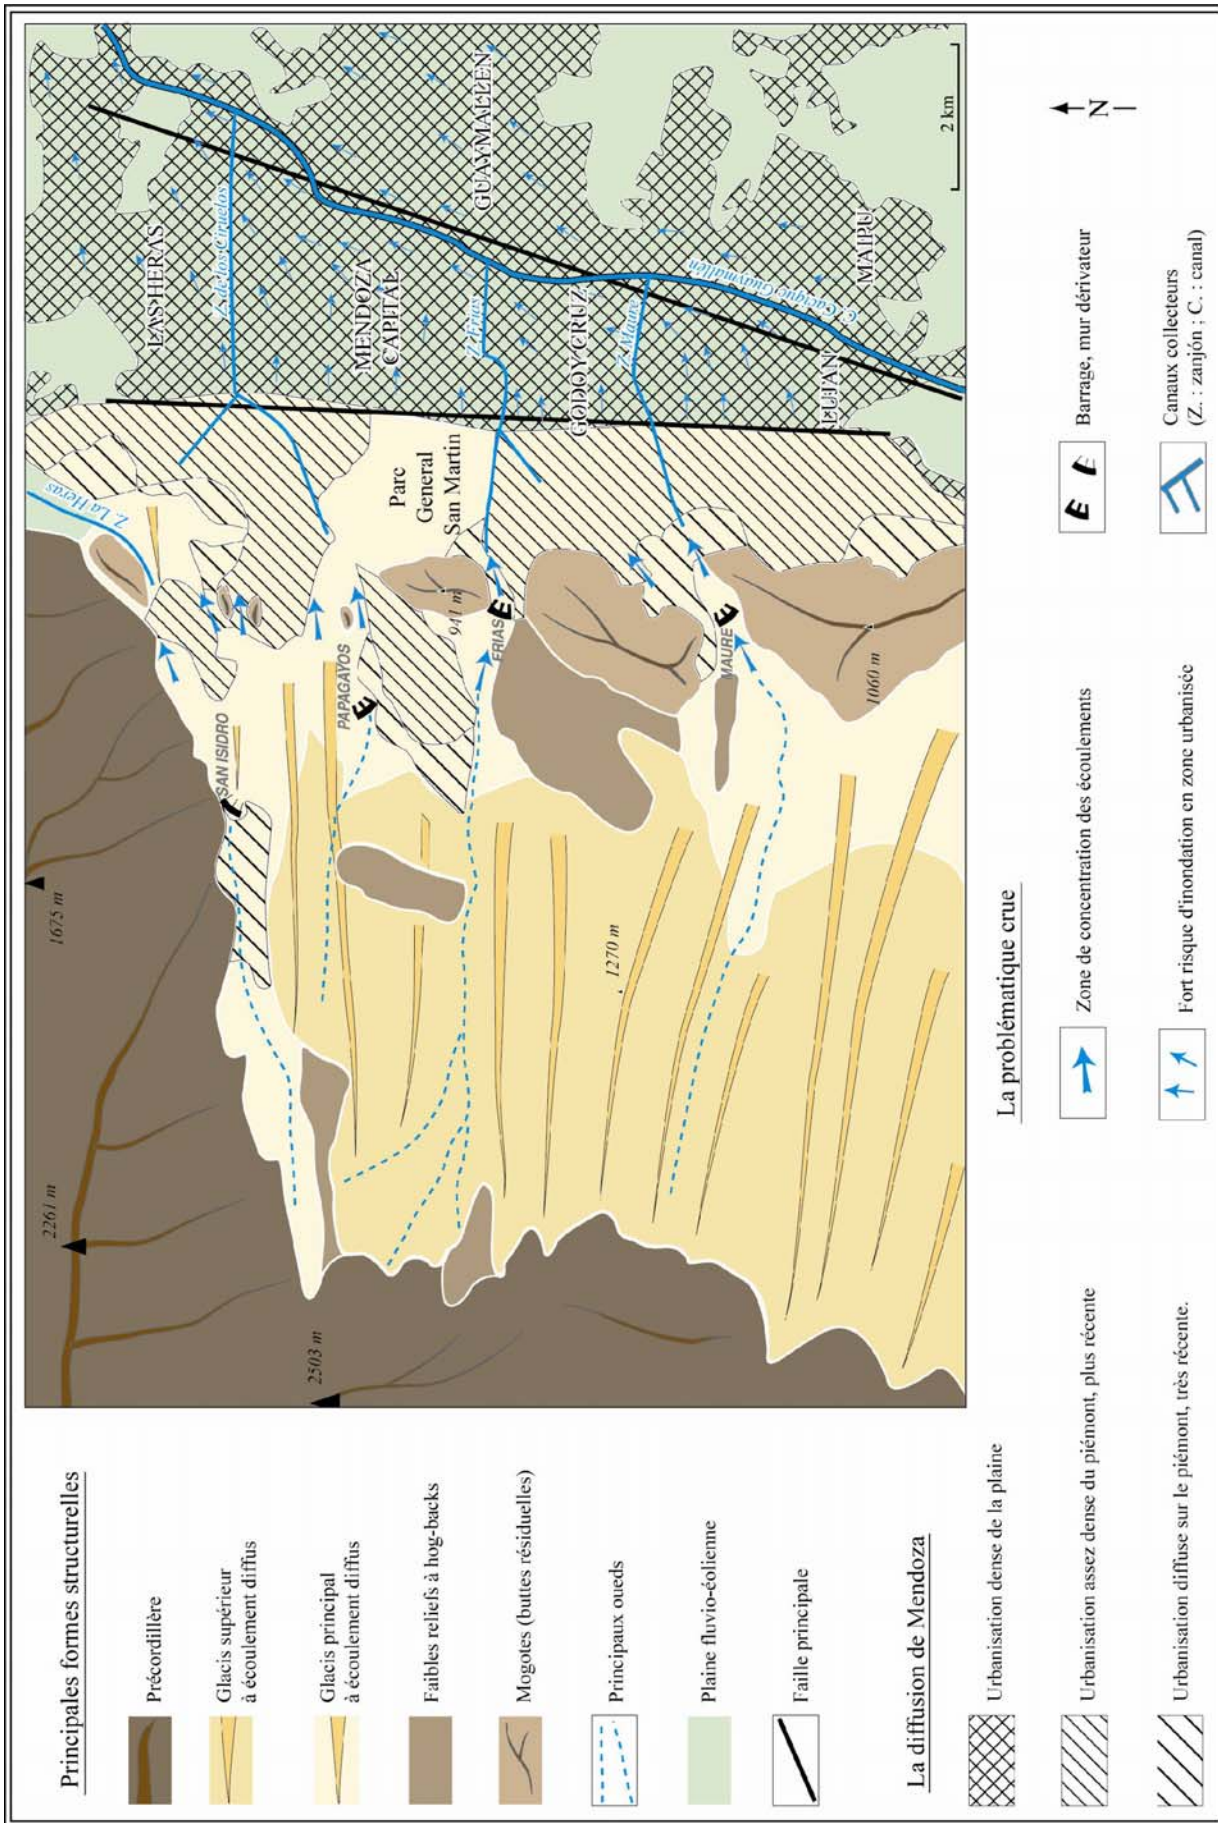 Principales formes structurelles
Précordillère
Glacis supérieur
à écoulement diffus
Glacis principal
à écoulement diffus
Faibles reliefs à hog-backs
Mogotes (buttes résiduelles)
Principaux oueds
Plaine fluvio-éolienne
Faille principale
La diffusion de Mendoza
Urbanisation dense de la plaine
Urbanisation assez dense du piémont, plus récente
Urbanisation diffuse sur le piémont, très récente.
2261 m
1675 m
2503 m
SAN ISIDRO
PAPAGAYOS
1270 m
941 m
FRIAS
MAURE
1060 m
Z. La Heras
Parc
General
San Martin
LAS HERAS
Z. de los Ciruelos
MENDOZA
CAPITAL
GUAYMALLEN
Z. Frias
GODOY CRUZ
Z. Maure
C. Cacique Guaymallén
LUJAN
MAIPU
2 km
La problématique crue
Zone de concentration des écoulements
Fort risque d'inondation en zone urbanisée
Barrage, mur dérivateur
Canaux collecteurs
(Z. : zanjón ; C. : canal)
N